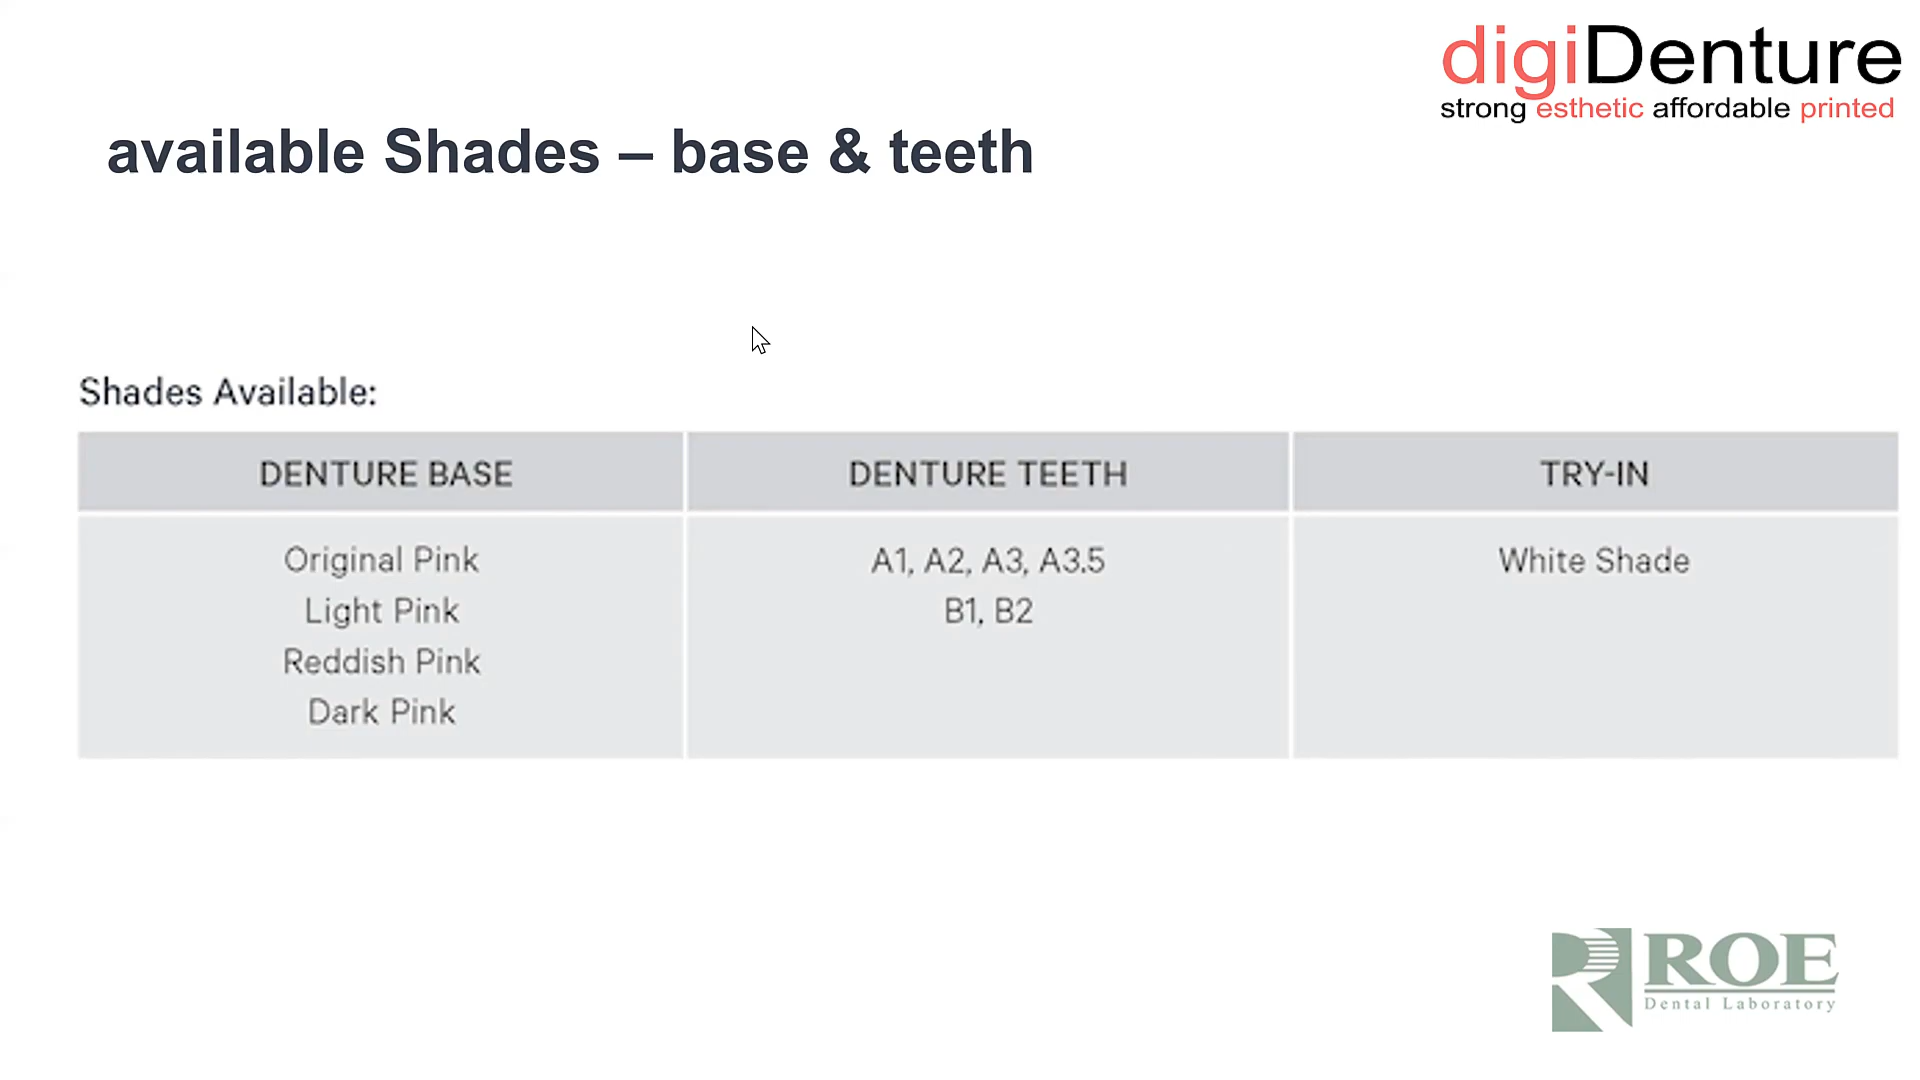 digiDenture
strong esthetic affordable printed
available Shades – base & teeth
Shades Available:
DENTURE BASE
DENTURE TEETH
TRY-IN
Original Pink
Light Pink
Reddish Pink
Dark Pink
A1, A2, A3, A3.5
B1, B2
White Shade
ROE
Dental Laboratory